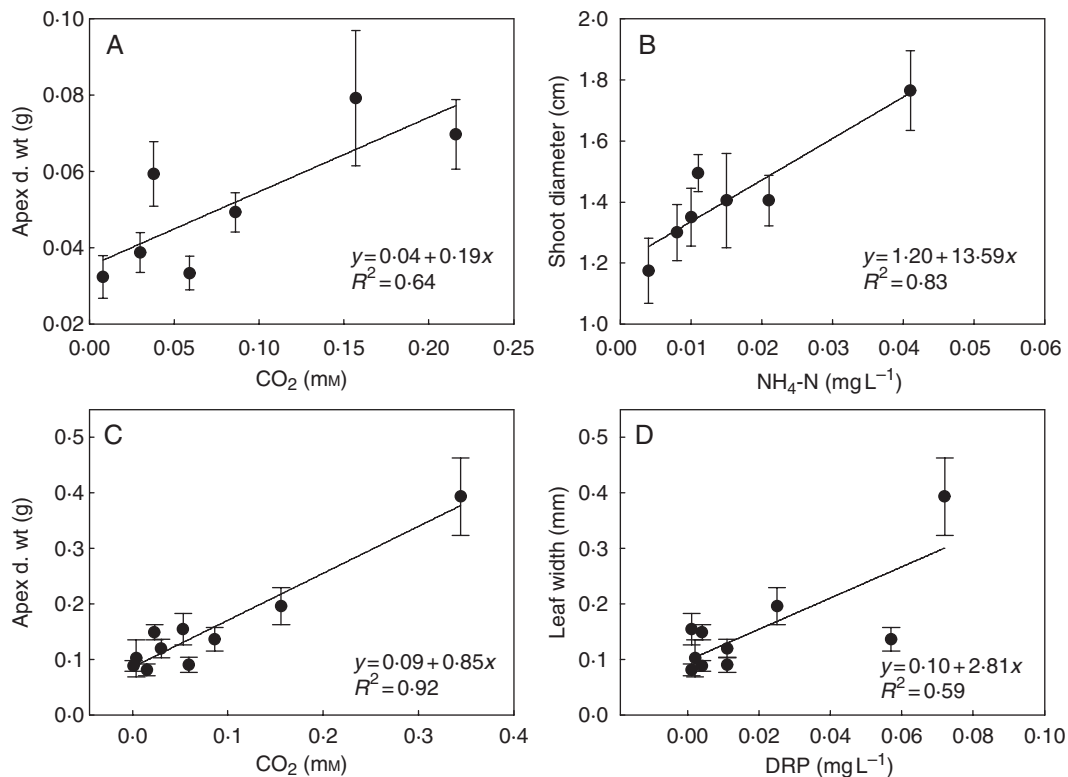 A
Apex d. wt (g)
0·10
0·08
0·06
0·04
0·02
y=0·04+0·19x
R²=0·64
0·00 0·05 0·10 0·15 0·20 0·25
CO₂ (mM)
B
Shoot diameter (cm)
2·0
1·8
1·6
1·4
1·2
1·0
y=1·20+13·59x
R²=0·83
0·00 0·01 0·02 0·03 0·04 0·05 0·06
NH₄-N (mg L⁻¹)
C
Apex d. wt (g)
0·5
0·4
0·3
0·2
0·1
0·0
y=0·09+0·85x
R²=0·92
0·0 0·1 0·2 0·3 0·4
CO₂ (mM)
D
Leaf width (mm)
0·5
0·4
0·3
0·2
0·1
0·0
y=0·10+2·81x
R²=0·59
0·00 0·02 0·04 0·06 0·08 0·10
DRP (mg L⁻¹)